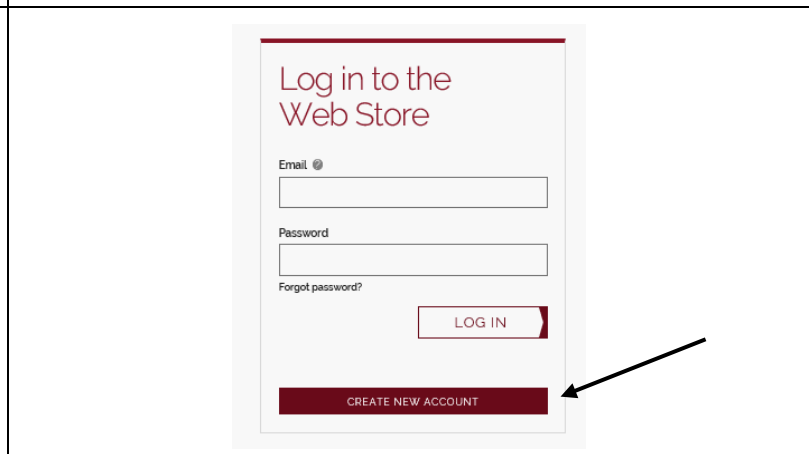 Log in to the
Web Store
Email
Password
Forgot password?
LOG IN
CREATE NEW ACCOUNT